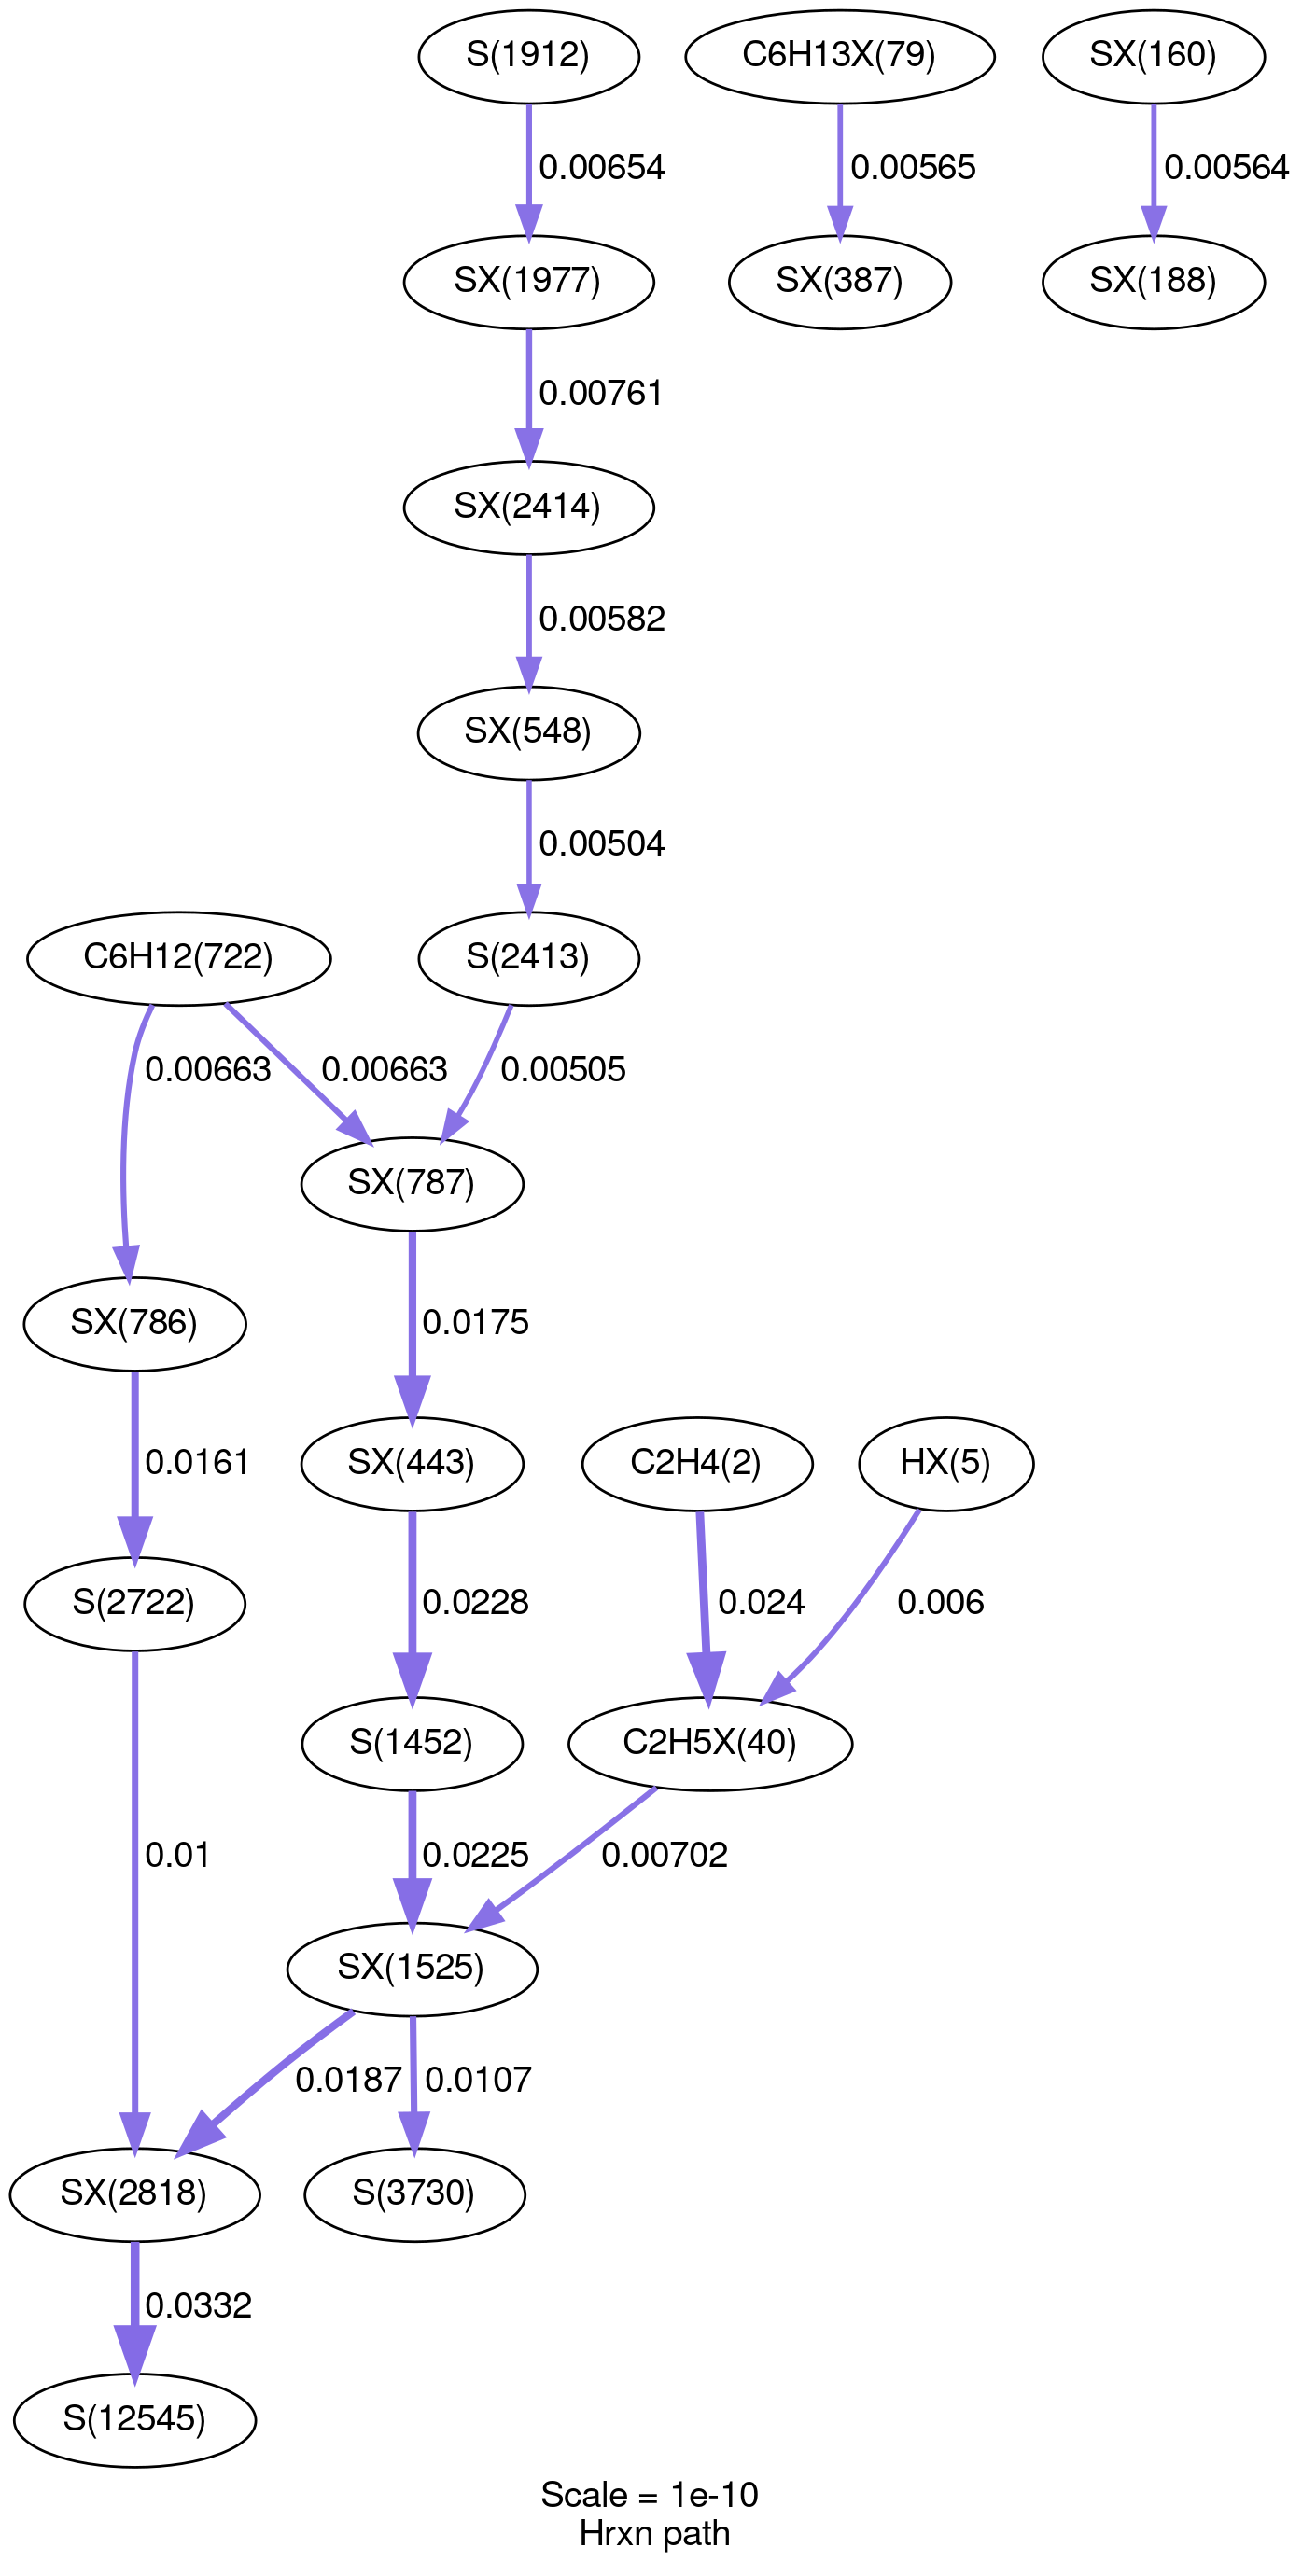 S(1912)
C6H13X(79)
SX(160)
0.00654
0.00565
0.00564
SX(1977)
SX(387)
SX(188)
0.00761
SX(2414)
0.00582
SX(548)
0.00504
C6H12(722)
S(2413)
0.00663
0.00663
0.00505
SX(787)
SX(786)
0.0175
0.0161
SX(443)
C2H4(2)
HX(5)
S(2722)
0.0228
0.024
0.006
S(1452)
C2H5X(40)
0.01
0.0225
0.00702
SX(1525)
0.0187
0.0107
SX(2818)
S(3730)
0.0332
S(12545)
Scale = 1e-10
Hrxn path